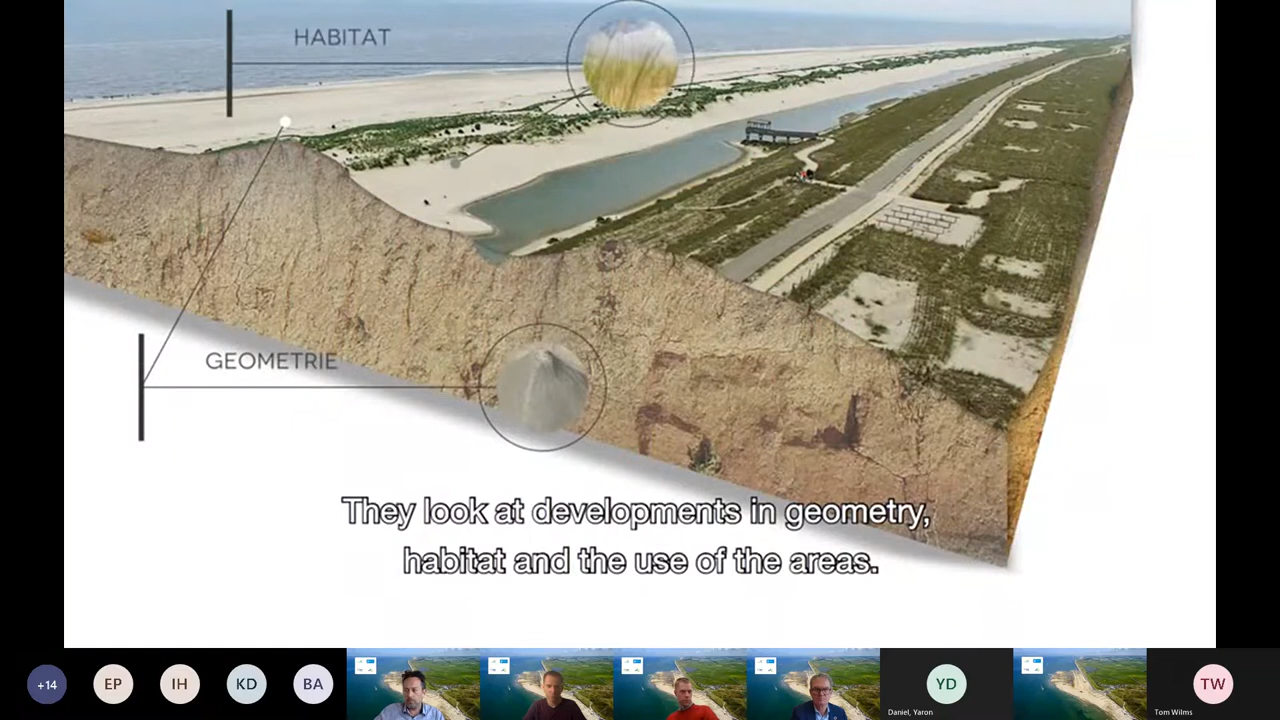 HABITAT
GEOMETRIE
They look at developments in geometry,
habitat and the use of the areas.
+14
EP
IH
KD
BA
YD
Daniel, Yaron
TW
Tom Wilms